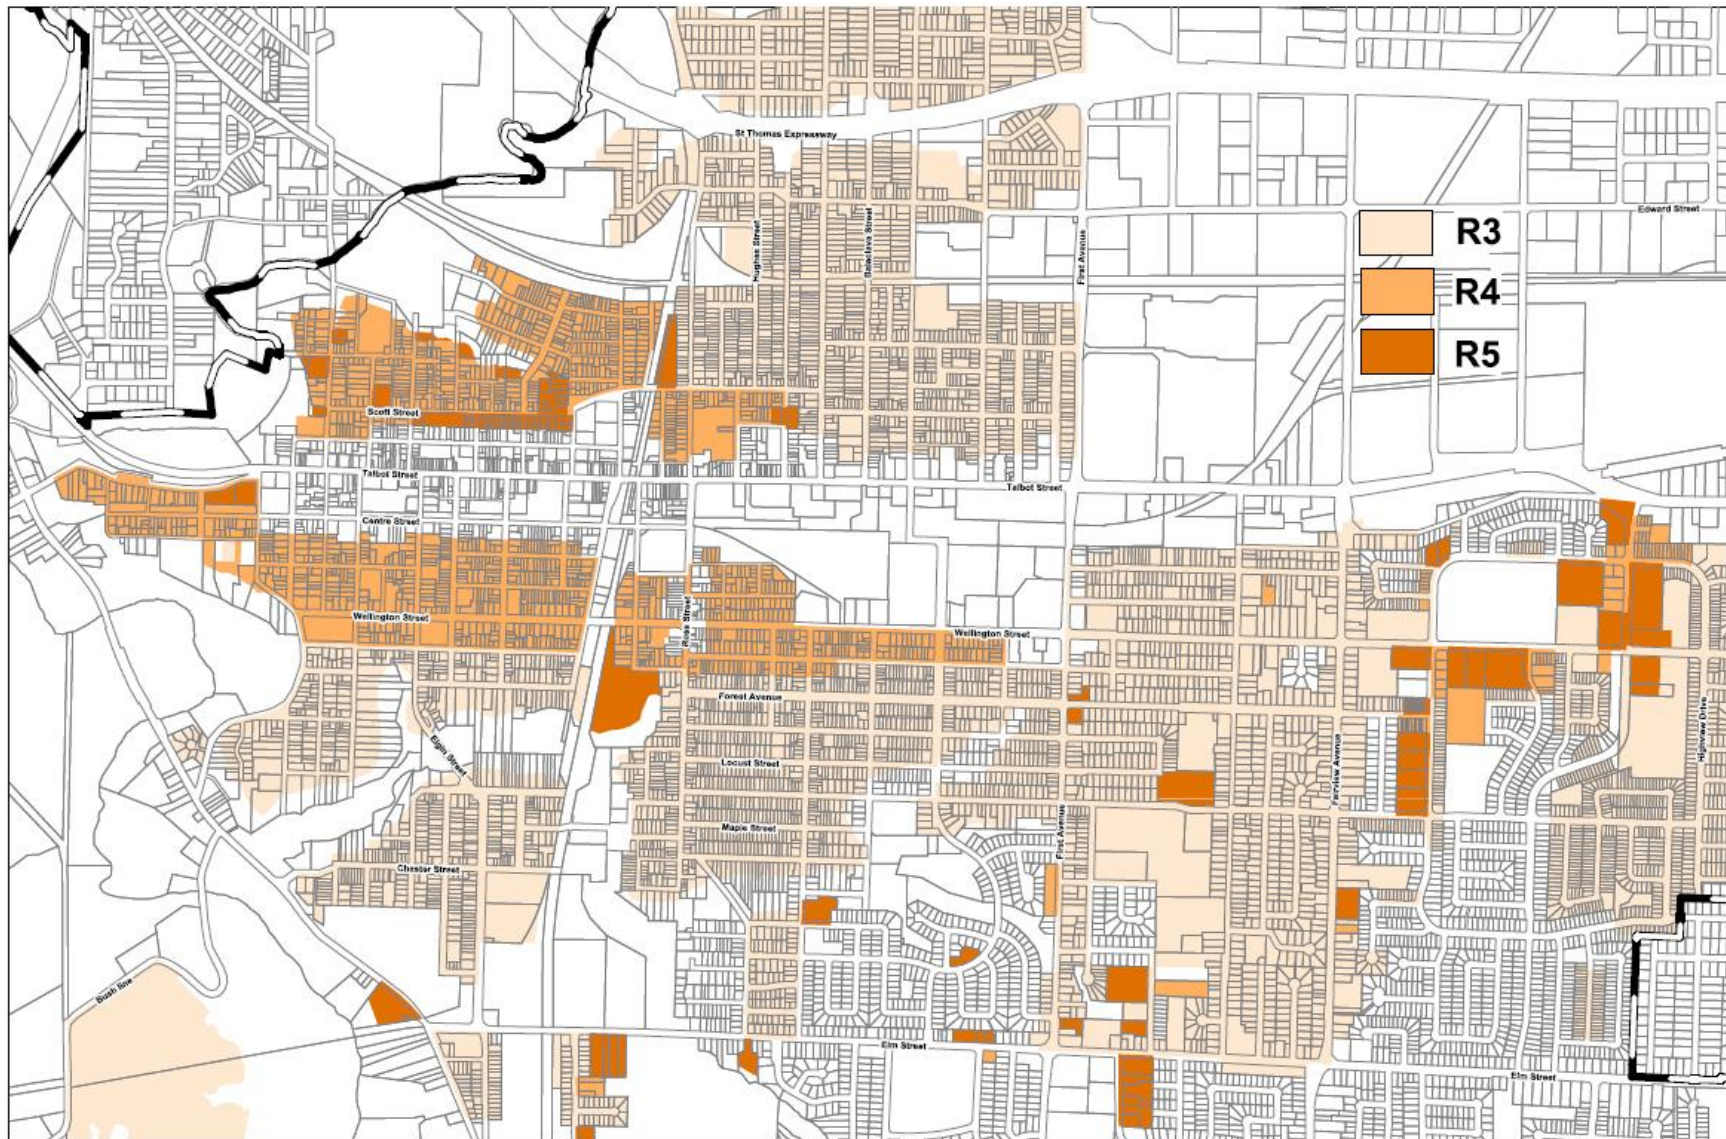 St Thomas Expressway
Edward Street
R3
Hughes Street
Balaclava Street
First Avenue
R4
R5
Scott Street
Talbot Street
Talbot Street
Centre Street
Wellington Street
Ross Street
Wellington Street
Forest Avenue
Highview Drive
Elgin Street
Locust Street
Fairview Avenue
Maple Street
First Avenue
Chester Street
Bush line
Elm Street
Elm Street